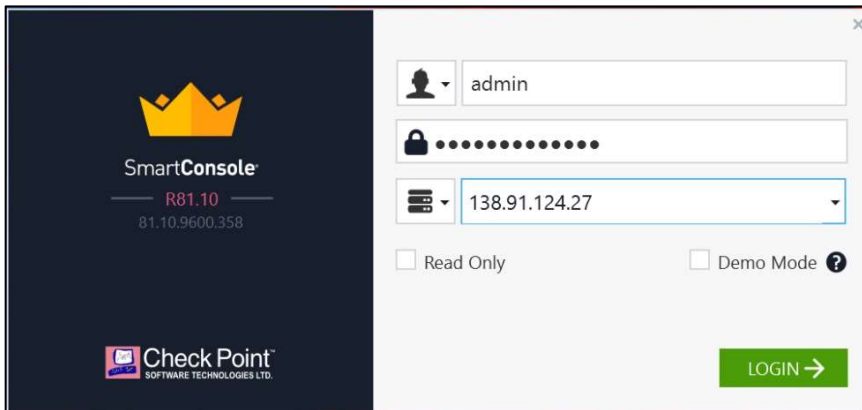 admin
SmartConsole
R81.10
81.10.9600.358
138.91.124.27
Read Only
Demo Mode ?
Check Point™
SOFTWARE TECHNOLOGIES LTD.
LOGIN →